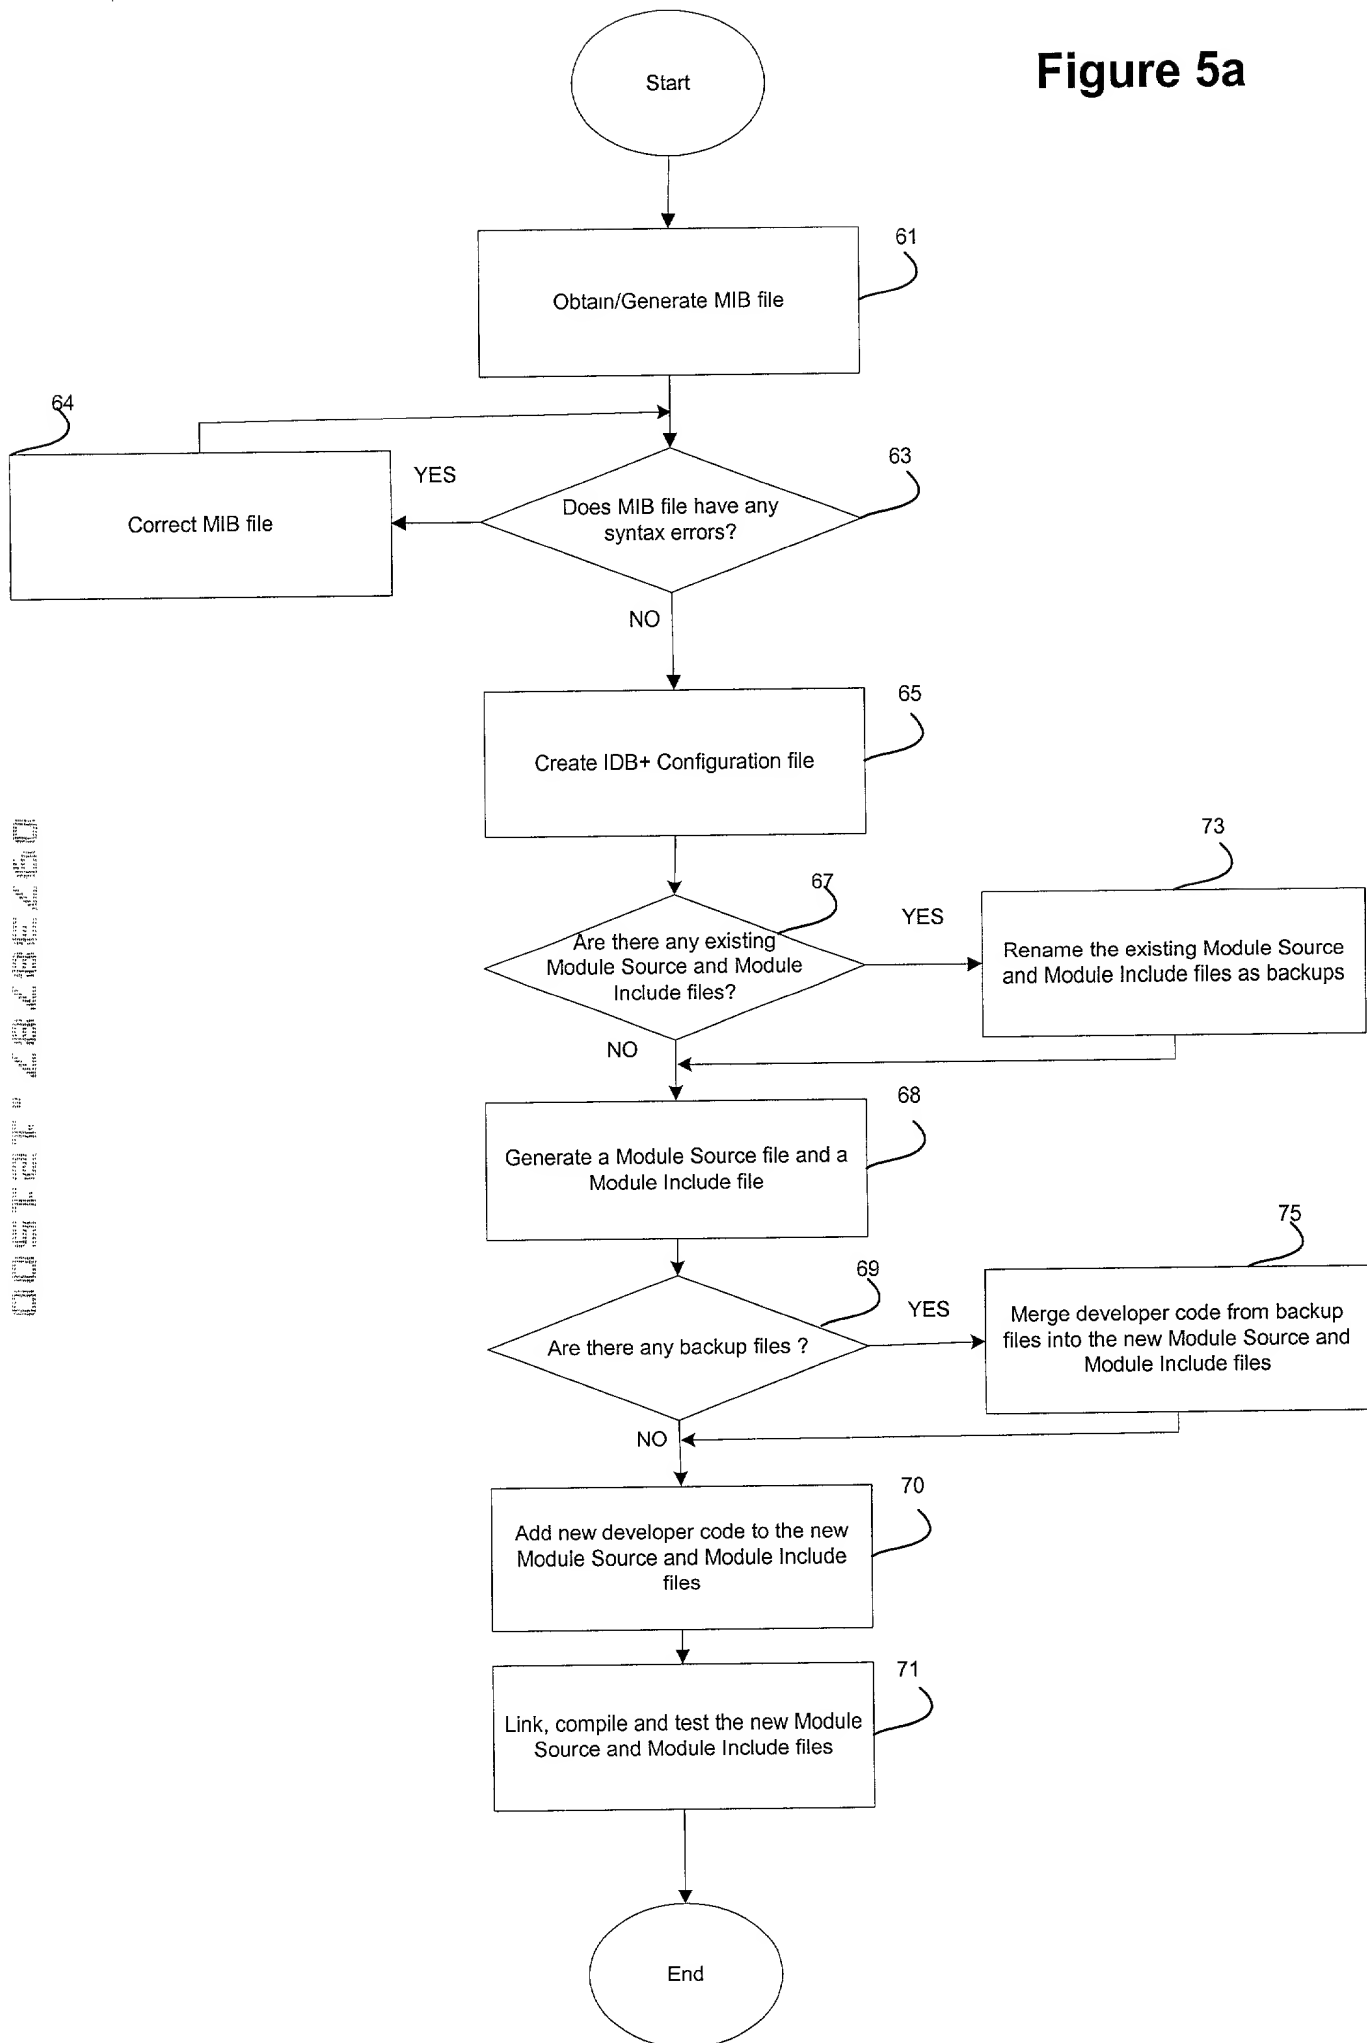 Figure 5a
Start
61
Obtain/Generate MIB file
64
YES
63
Correct MIB file
Does MIB file have any
syntax errors?
NO
65
Create IDB+ Configuration file
73
67
YES
Are there any existing
Module Source and Module
Include files?
Rename the existing Module Source
and Module Include files as backups
NO
68
Generate a Module Source file and a
Module Include file
75
69
YES
Are there any backup files ?
Merge developer code from backup
files into the new Module Source and
Module Include files
NO
70
Add new developer code to the new
Module Source and Module Include
files
71
Link, compile and test the new Module
Source and Module Include files
End